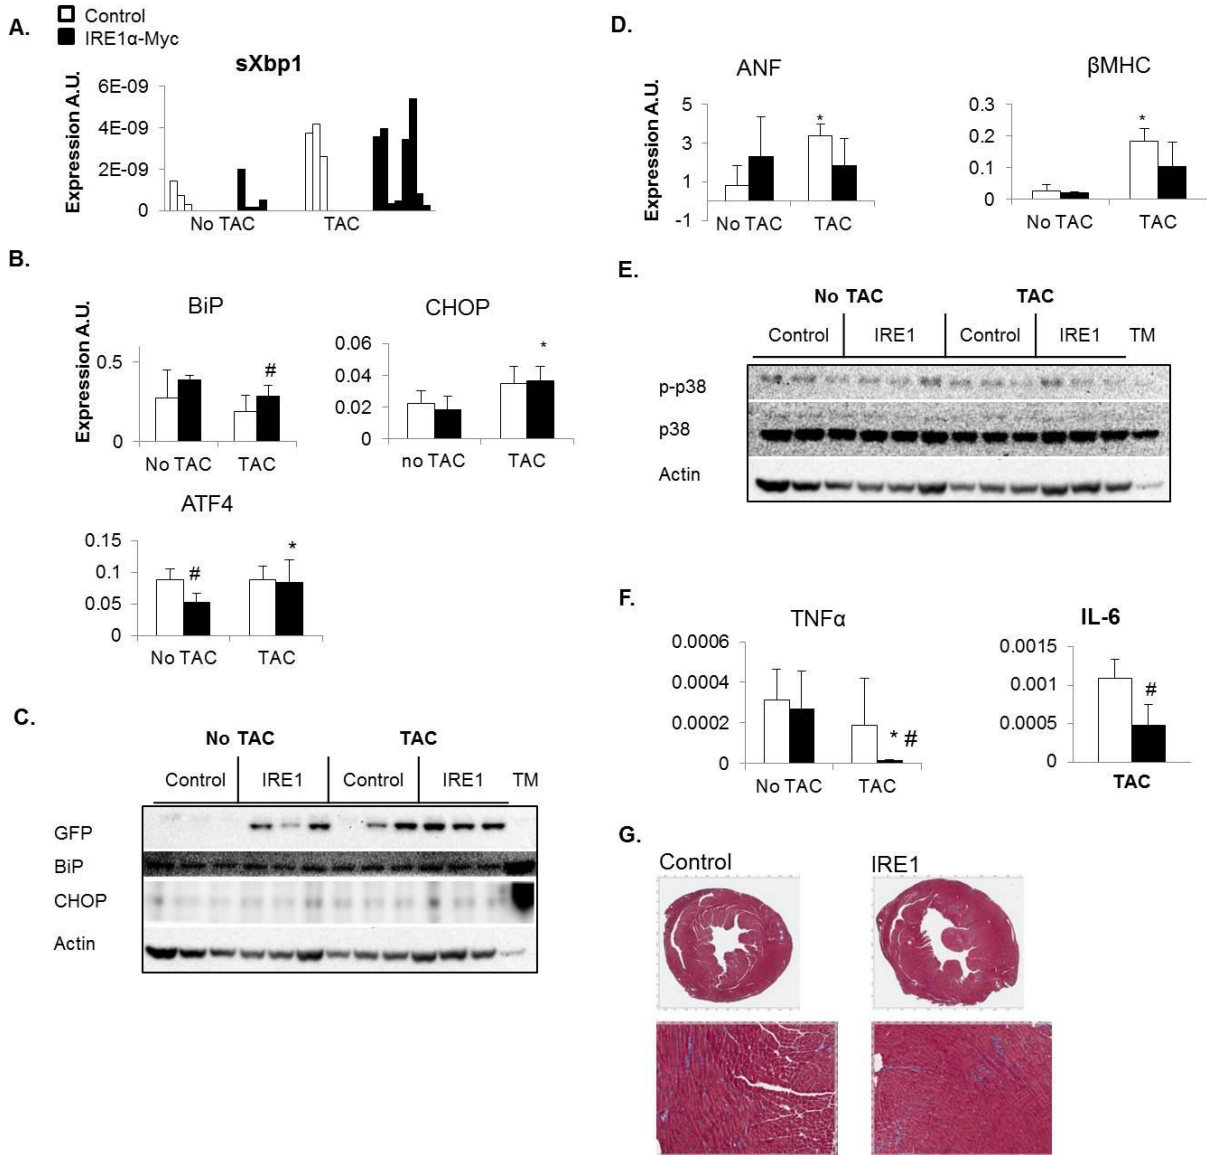 A.
Control
IRE1α-Myc
sXbp1
Expression A.U.
6E-09
4E-09
2E-09
0
No TAC
TAC
B.
BiP
Expression A.U.
0.5
0
#
No TAC
TAC
CHOP
0.06
0.04
0.02
0
*
no TAC
TAC
ATF4
0.15
0.1
0.05
0
#
*
No TAC
TAC
C.
No TAC
TAC
Control
IRE1
Control
IRE1
TM
GFP
BiP
CHOP
Actin
D.
ANF
Expression A.U.
5
3
1
-1
*
No TAC
TAC
βMHC
0.3
0.2
0.1
0
*
No TAC
TAC
E.
No TAC
TAC
Control
IRE1
Control
IRE1
TM
p-p38
p38
Actin
F.
TNFα
0.0006
0.0004
0.0002
0
* #
No TAC
TAC
IL-6
0.0015
0.001
0.0005
0
#
TAC
G.
Control
IRE1